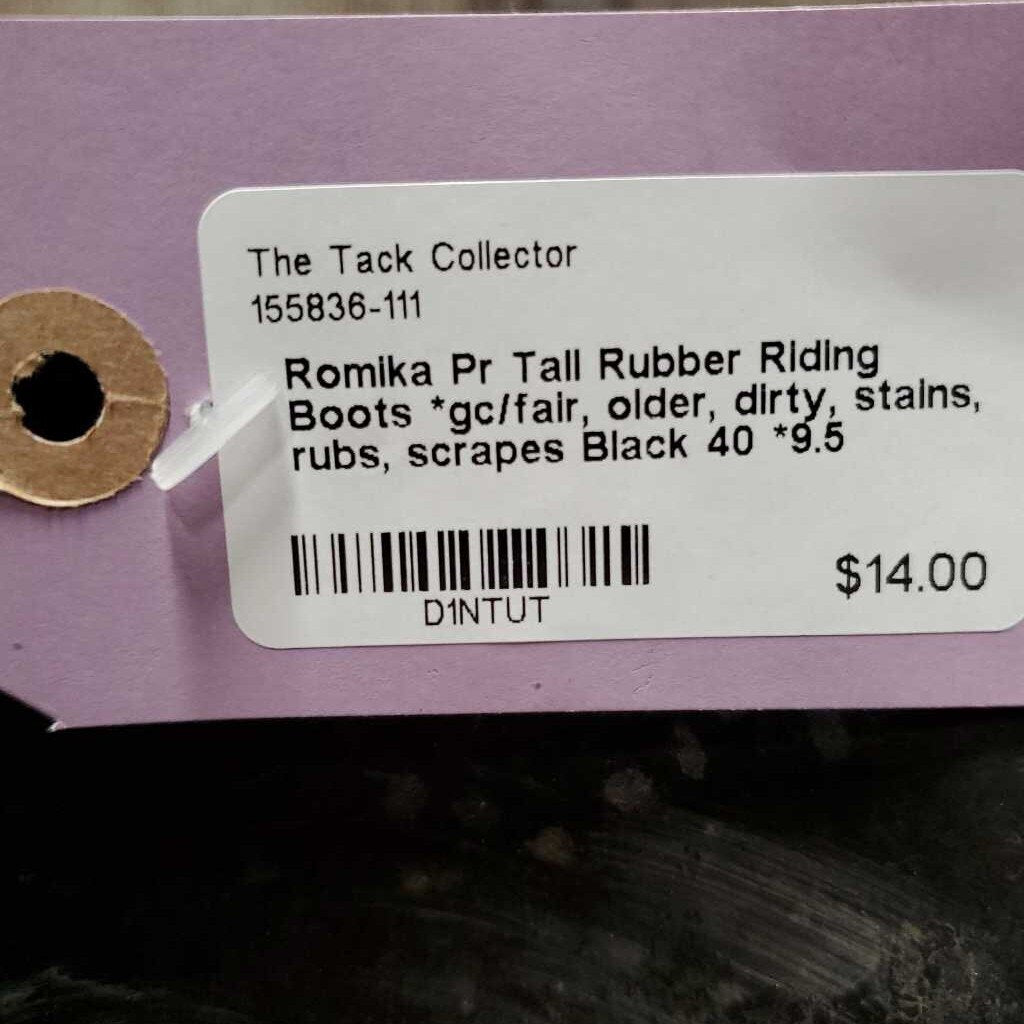 The Tack Collector
155836-111
Romika Pr Tall Rubber Riding
Boots *gc/fair, older, dirty, stains,
rubs, scrapes Black 40 *9.5
D1NTUT
$14.00